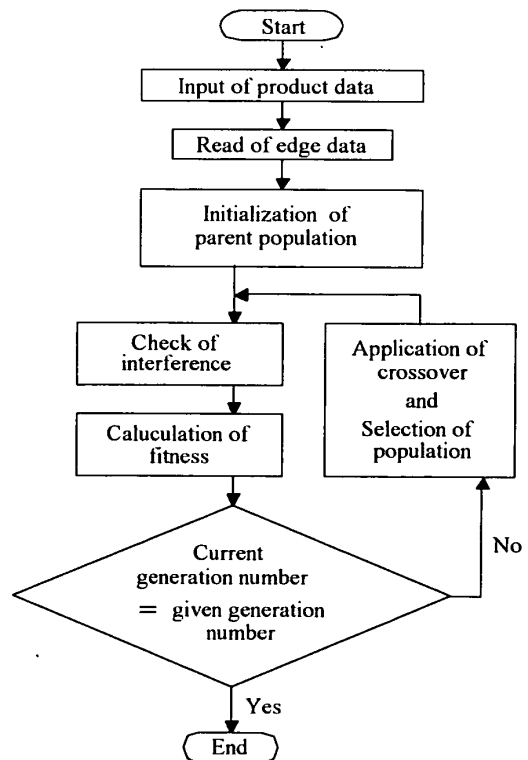 Start
Input of product data
Read of edge data
Initialization of
parent population
Check of
interference
Caluculation of
fitness
Application of
crossover
and
Selection of
population
Current
generation number
= given generation
number
No
Yes
End